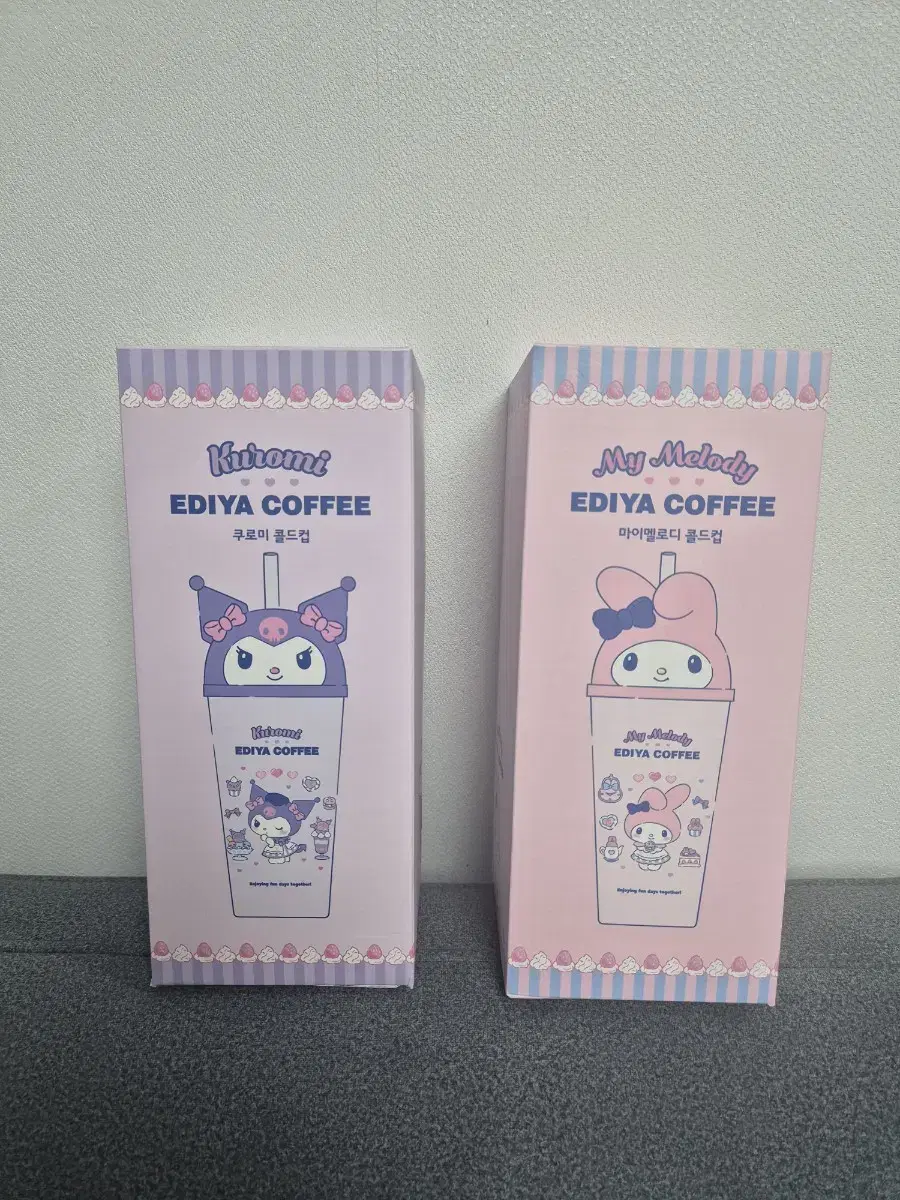 Kuromi
EDIYA COFFEE
쿠로미 콜드컵
Kuromi
EDIYA COFFEE
Enjoying fun days together!
My Melody
EDIYA COFFEE
마이멜로디 콜드컵
My Melody
EDIYA COFFEE
Enjoying fun days together!